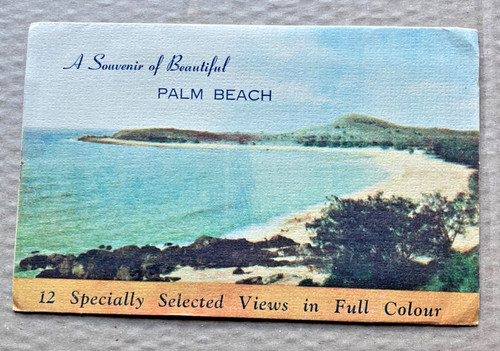 A Souvenir of Beautiful
PALM BEACH
12 Specially Selected Views in Full Colour